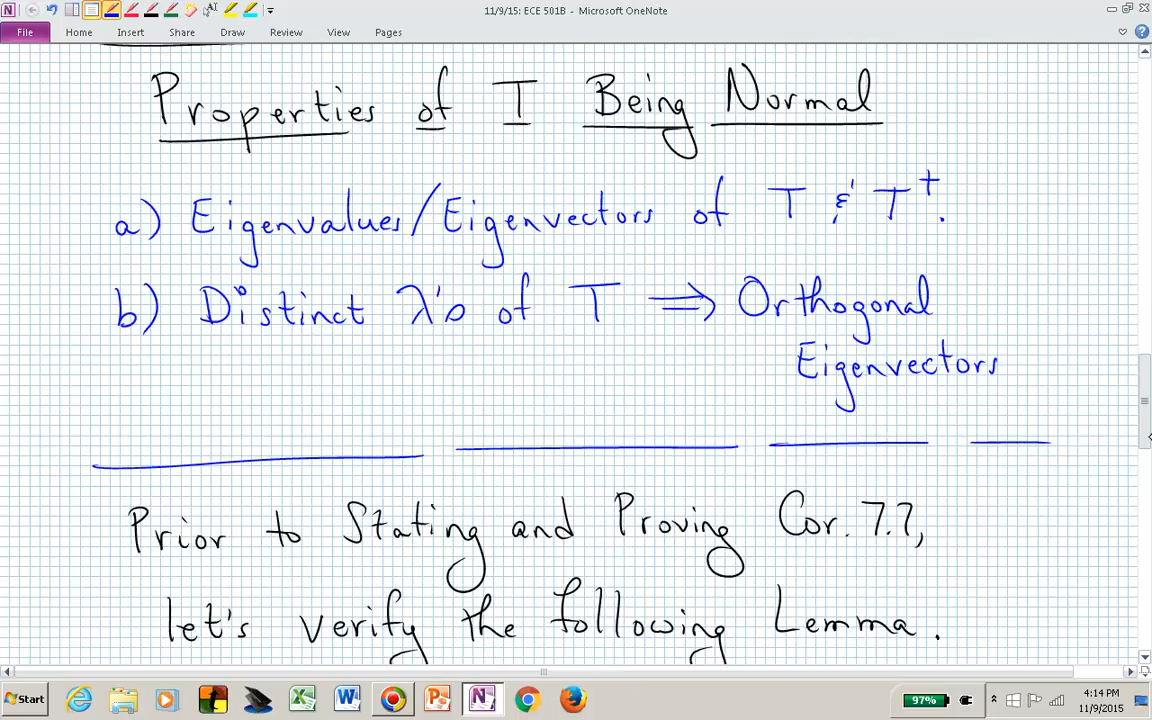 11/9/15: ECE 501B - Microsoft OneNote
File Home Insert Share Draw Review View Pages
Properties of T Being Normal
a) Eigenvalues/Eigenvectors of T & T†.
b) Distinct λ's of T ⟹ Orthogonal
Eigenvectors
Prior to Stating and Proving Cor. 7.7,
let's verify the following Lemma.
Start
97%
4:14 PM
11/9/2015